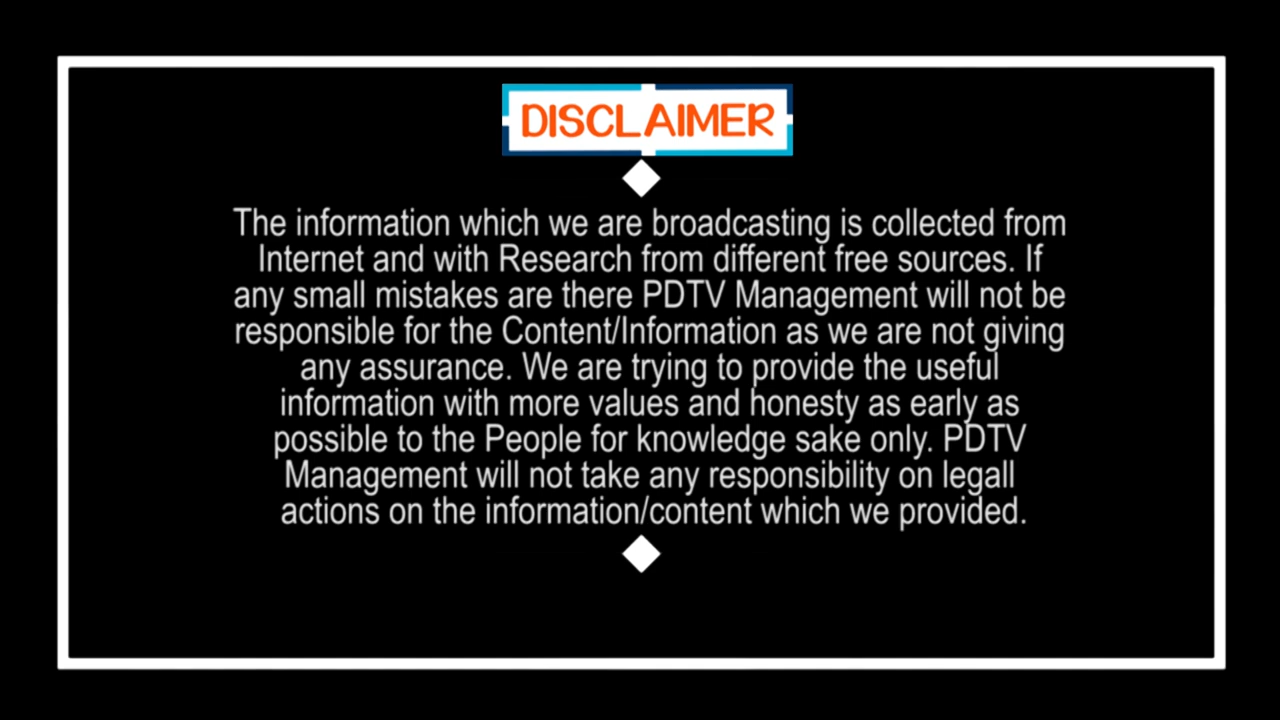 DISCLAIMER
The information which we are broadcasting is collected from
Internet and with Research from different free sources. If
any small mistakes are there PDTV Management will not be
responsible for the Content/Information as we are not giving
any assurance. We are trying to provide the useful
information with more values and honesty as early as
possible to the People for knowledge sake only. PDTV
Management will not take any responsibility on legall
actions on the information/content which we provided.